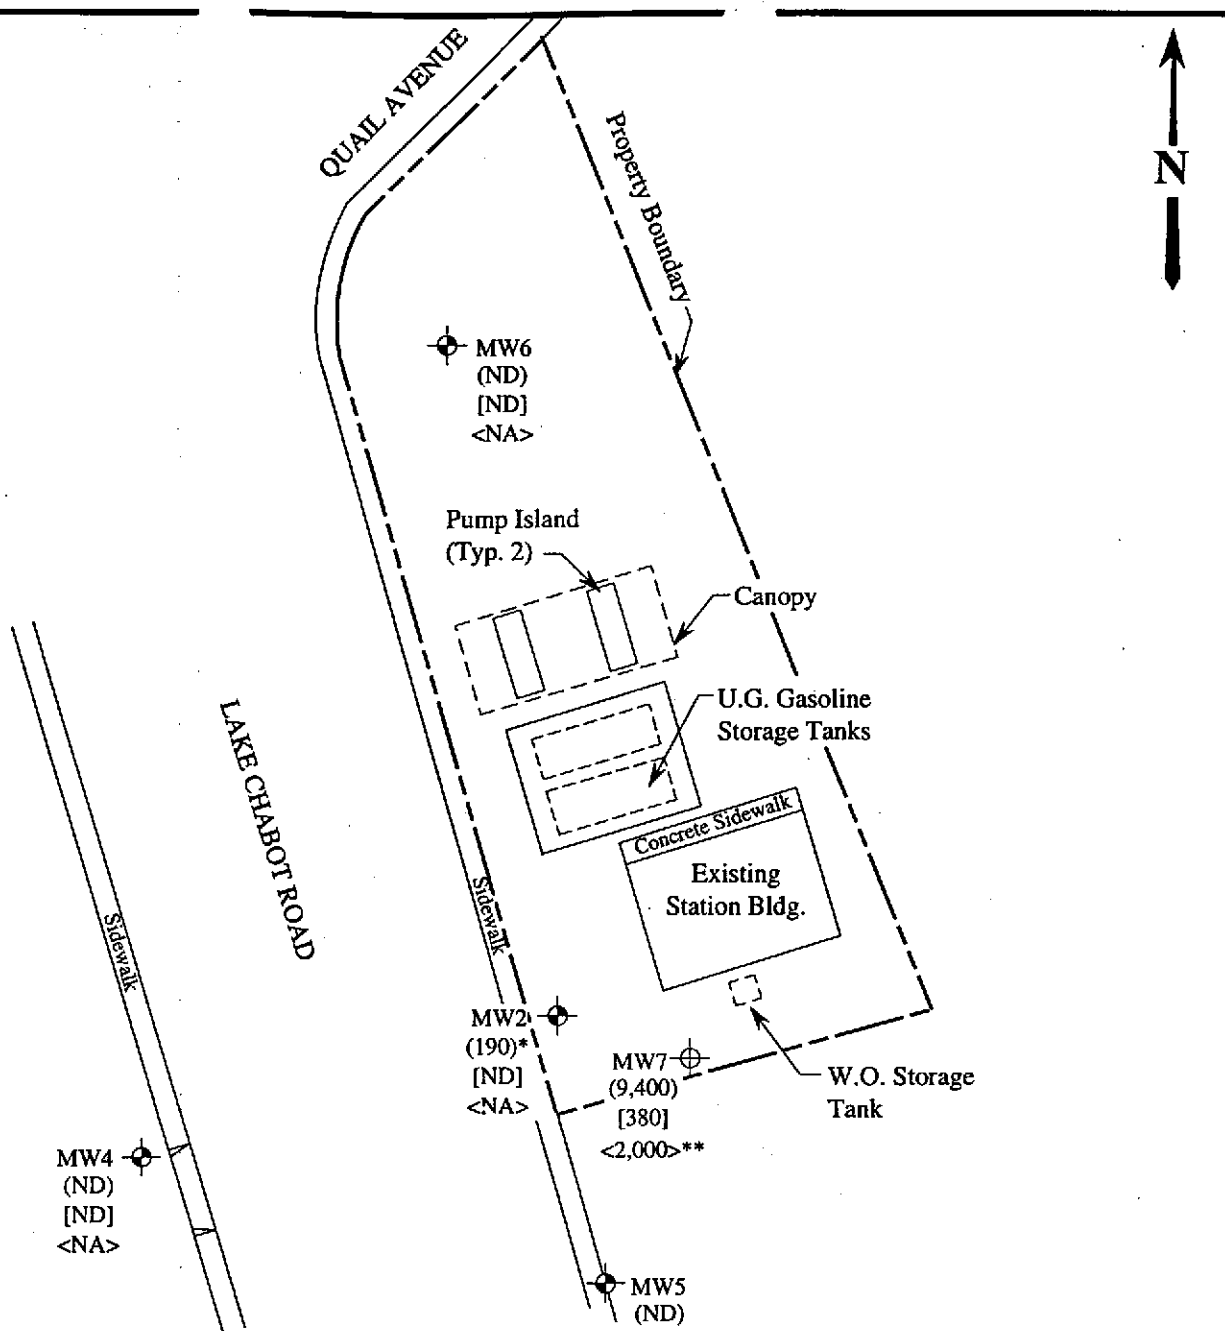 QUAIL AVENUE
Property Boundary
N
MW6
(ND)
[ND]
<NA>
Pump Island
(Typ. 2)
Canopy
U.G. Gasoline
Storage Tanks
LAKE CHABOT ROAD
Concrete Sidewalk
Existing
Station Bldg.
Sidewalk
Sidewalk
MW2
(190)*
[ND]
<NA>
MW7
(9,400)
[380]
<2,000>**
W.O. Storage
Tank
MW4
(ND)
[ND]
<NA>
MW5
(ND)